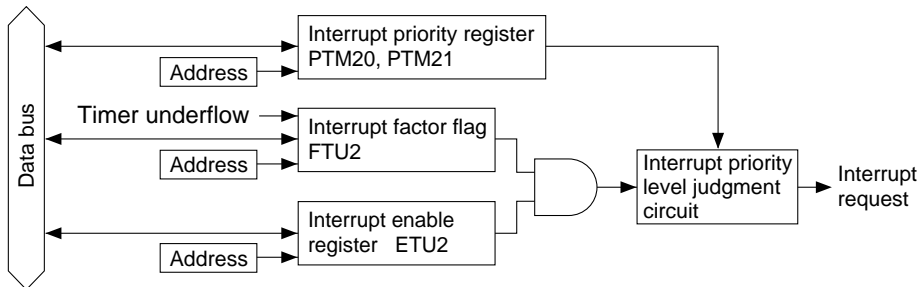 Data bus
Interrupt priority register
PTM20, PTM21
Address
Timer underflow
Interrupt factor flag
FTU2
Address
Interrupt enable
register ETU2
Address
Interrupt priority
level judgment
circuit
Interrupt
request